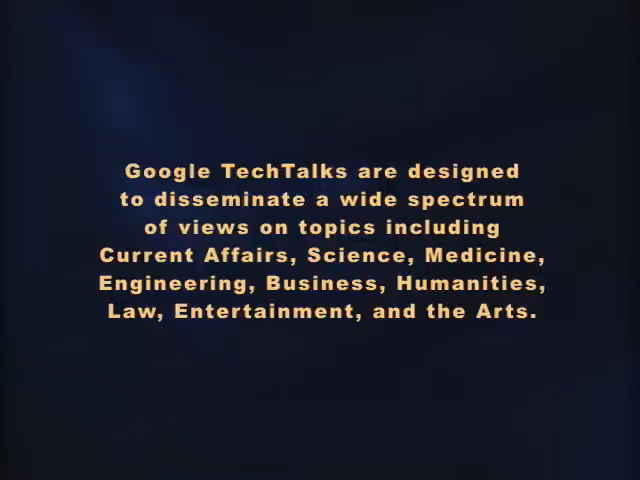 Google TechTalks are designed
to disseminate a wide spectrum
of views on topics including
Current Affairs, Science, Medicine,
Engineering, Business, Humanities,
Law, Entertainment, and the Arts.